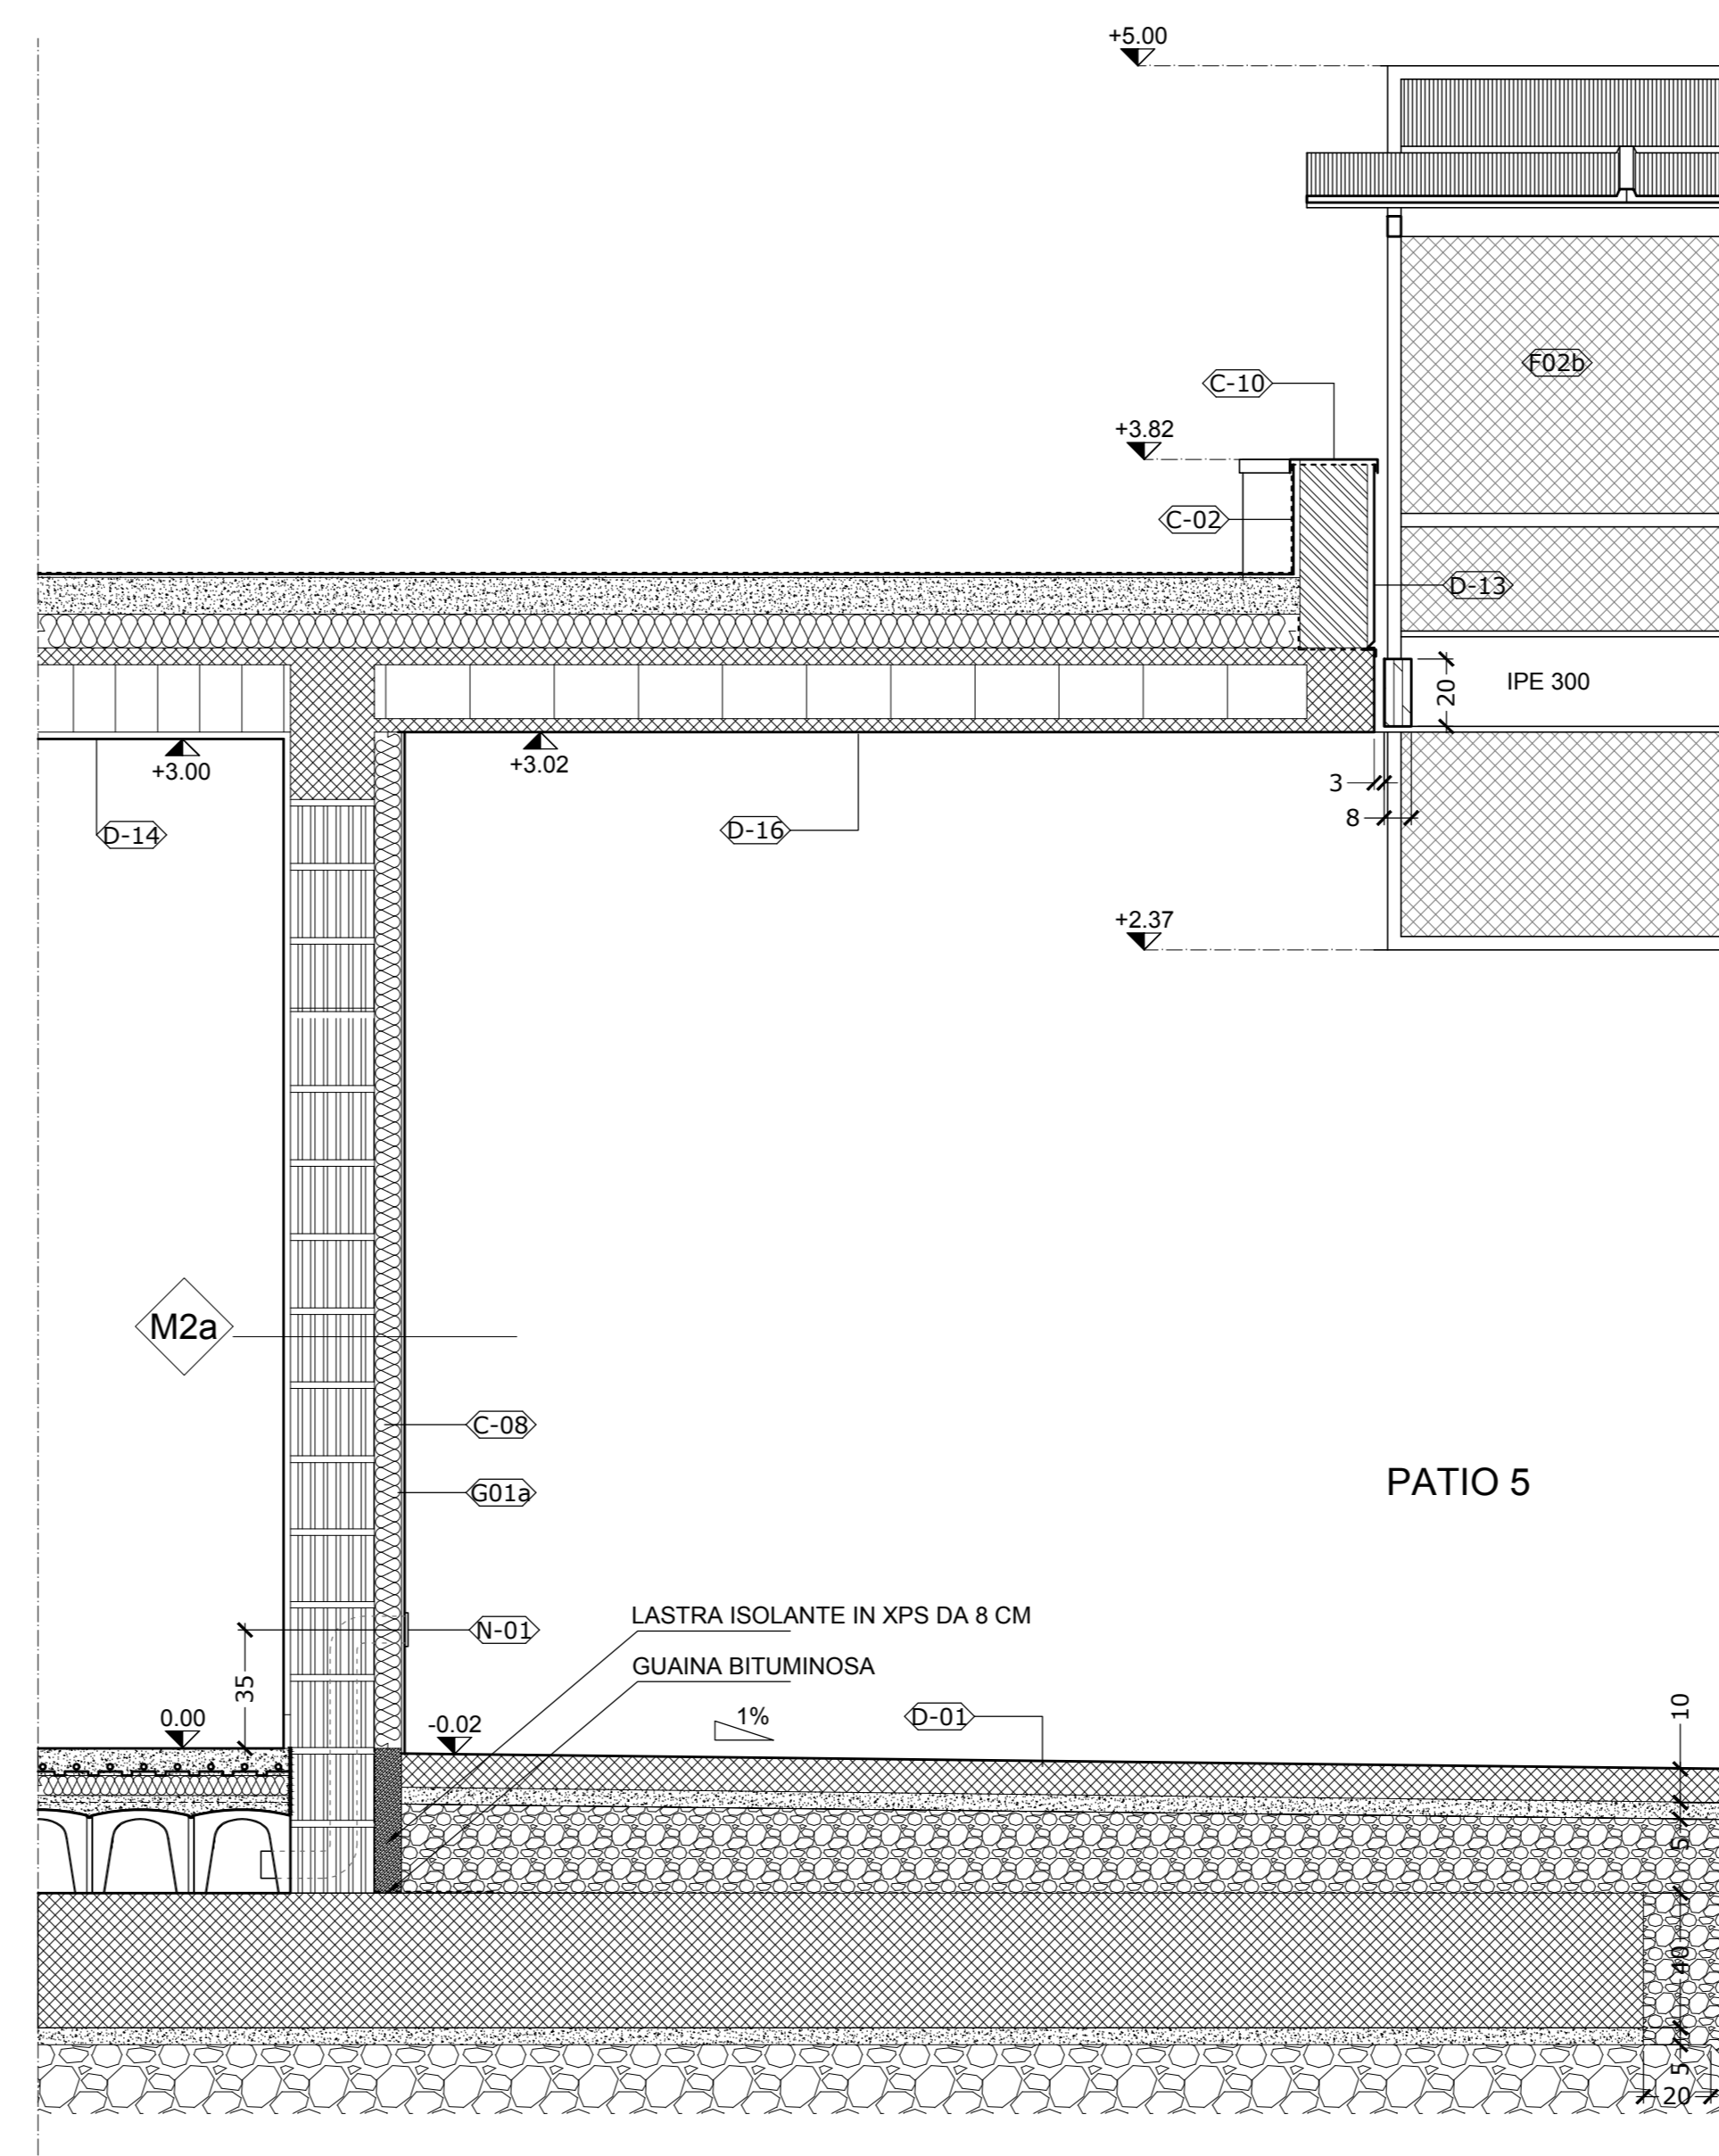 +5.00
F02b
C-10
+3.82
C-02
D-13
IPE 300
20
+3.00
+3.02
3
8
D-14
D-16
+2.37
M2a
C-08
G01a
PATIO 5
LASTRA ISOLANTE IN XPS DA 8 CM
N-01
GUAINA BITUMINOSA
35
0.00
-0.02
1%
D-01
10
5
40
5
20